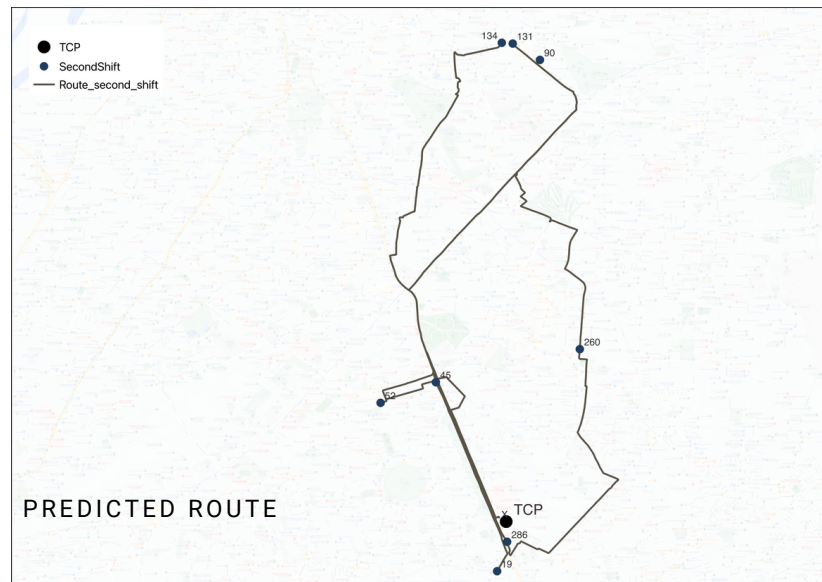 134
131
90
TCP
SecondShift
Route_second_shift
260
45
52
PREDICTED ROUTE
TCP
286
19